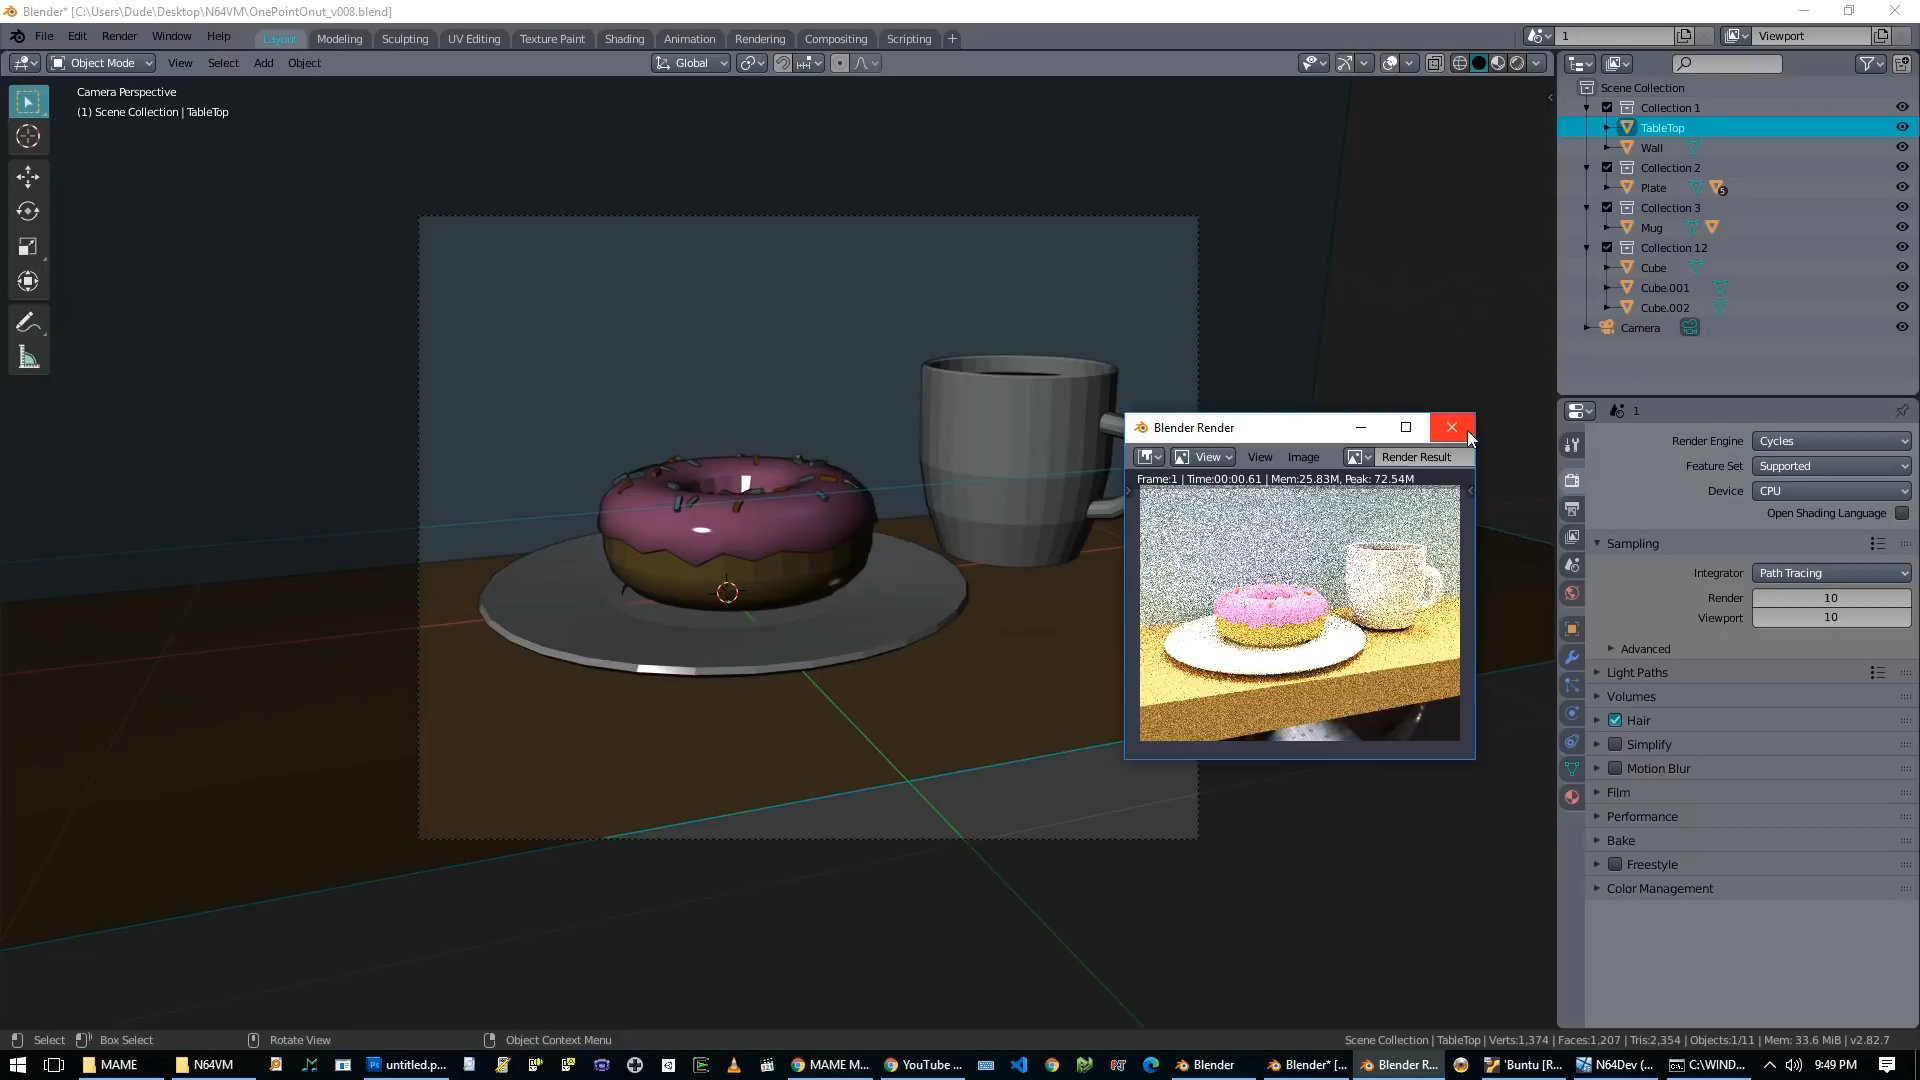 Blender* [C:\Users\Dude\Desktop\N64VM\OnePointOnut_v008.blend]
File Edit Render Window Help
Layout Modeling Sculpting UV Editing Texture Paint Shading Animation Rendering Compositing Scripting +
1
Viewport
Object Mode View Select Add Object
Global
Camera Perspective
(1) Scene Collection | TableTop
Scene Collection
Collection 1
TableTop
Wall
Collection 2
Plate
5
Collection 3
Mug
Collection 12
Cube
Cube.001
Cube.002
Camera
Blender Render
View View Image Render Result
Frame:1 | Time:00:00.61 | Mem:25.83M, Peak: 72.54M
1
Render Engine Cycles
Feature Set Supported
Device CPU
Open Shading Language
Sampling
Integrator Path Tracing
Render 10
Viewport 10
Advanced
Light Paths
Volumes
Hair
Simplify
Motion Blur
Film
Performance
Bake
Freestyle
Color Management
Select Box Select Rotate View Object Context Menu
Scene Collection | TableTop | Verts:1,374 | Faces:1,207 | Tris:2,354 | Objects:1/11 | Mem: 33.6 MiB | v2.82.7
MAME N64VM untitled.p... MAME M... YouTube ... Blender Blender* [... Blender R... 'Buntu [R... N64Dev (... C:\WIND... 9:49 PM